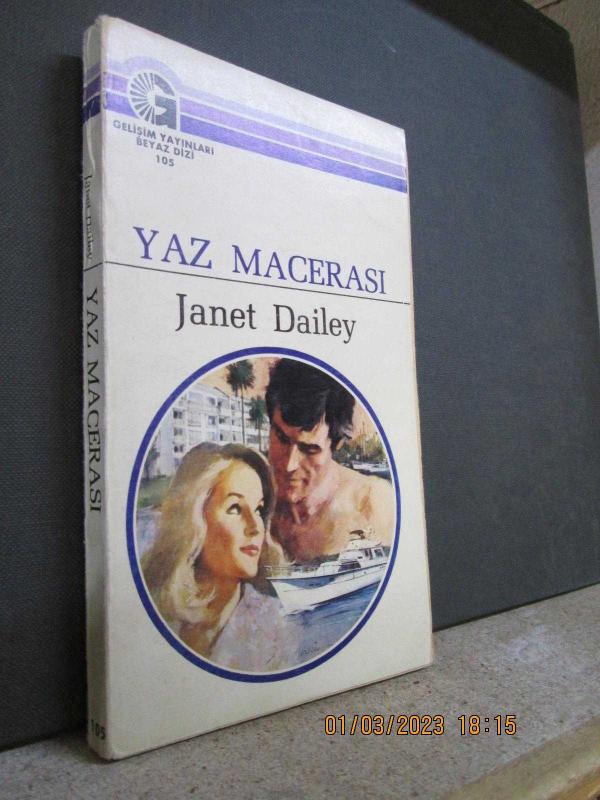 G
GELİŞİM YAYINLARI
BEYAZ DİZİ
105
YAZ MACERASI
Janet Dailey
Janet Dailey
YAZ MACERASI
105
01/03/2023 18:15